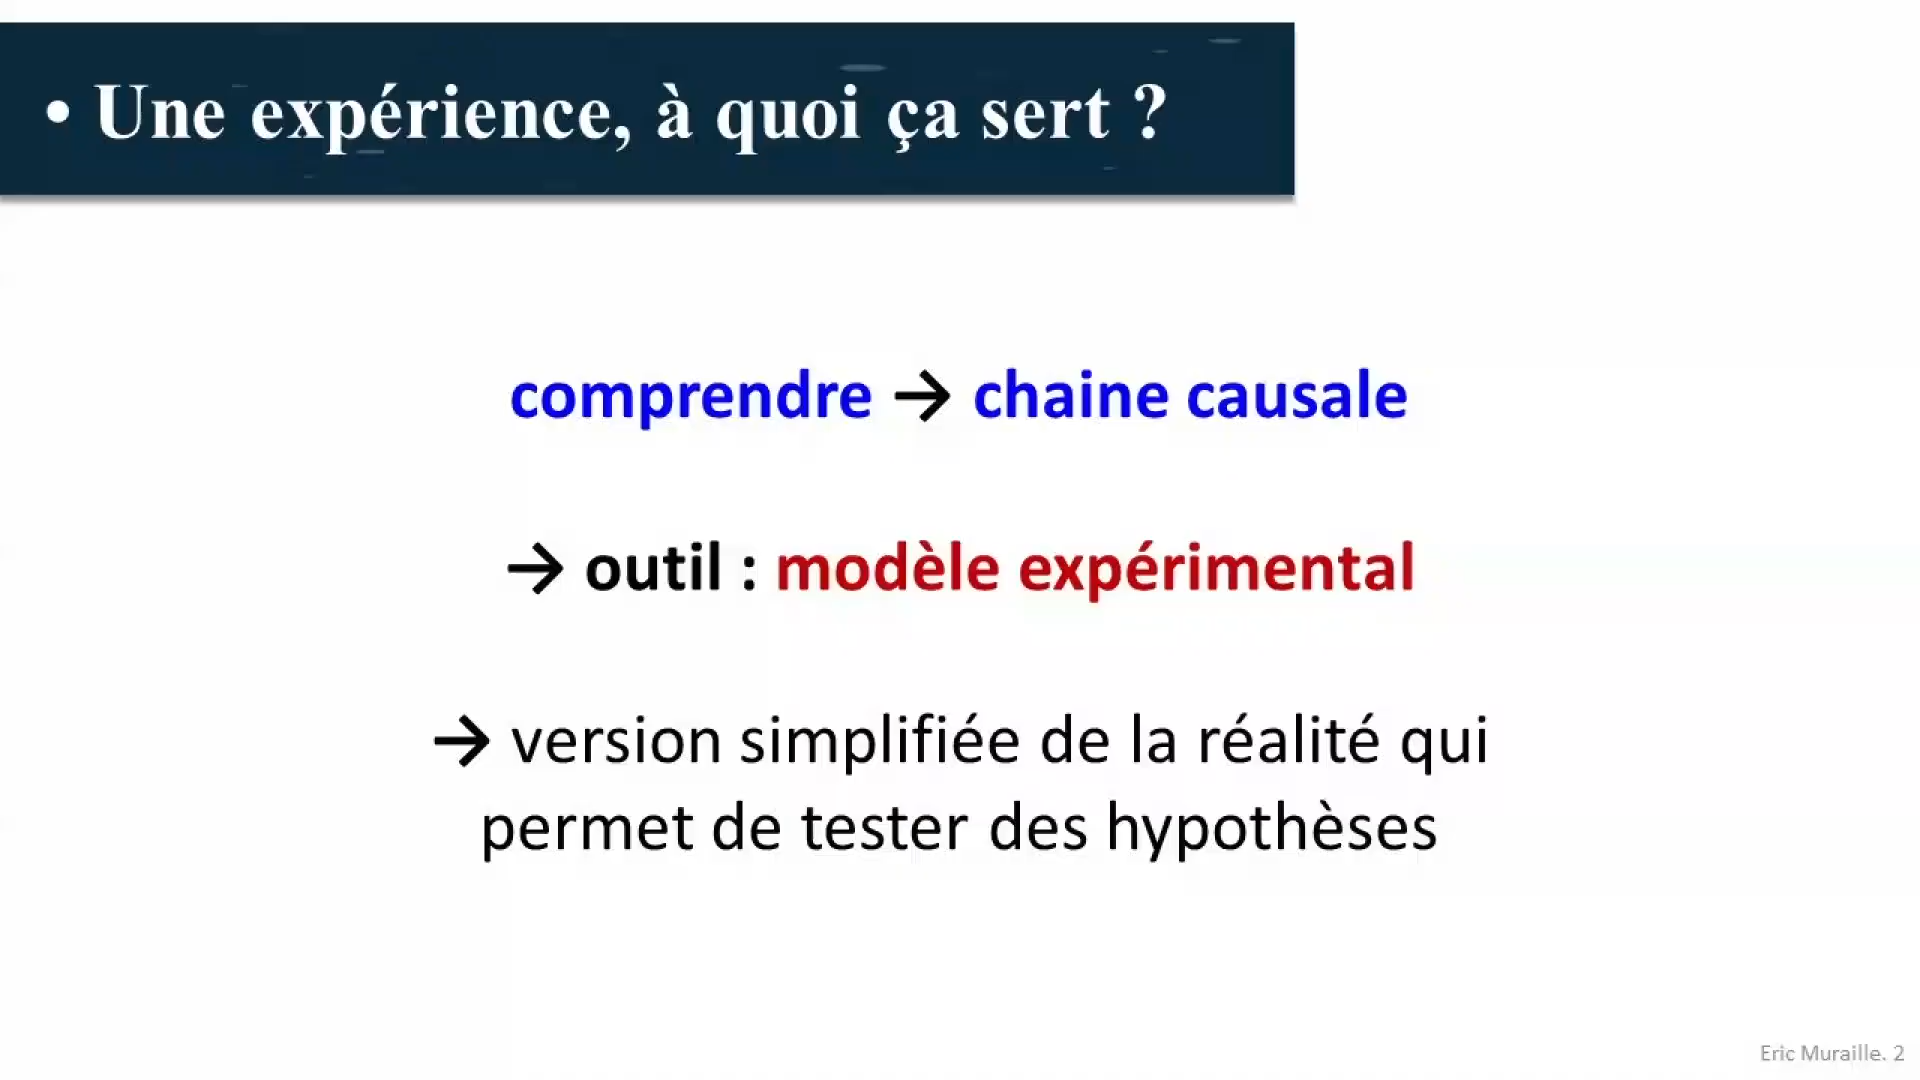 • Une expérience, à quoi ça sert ?
comprendre → chaine causale
→ outil : modèle expérimental
→ version simplifiée de la réalité qui
permet de tester des hypothèses
Eric Muraille. 2